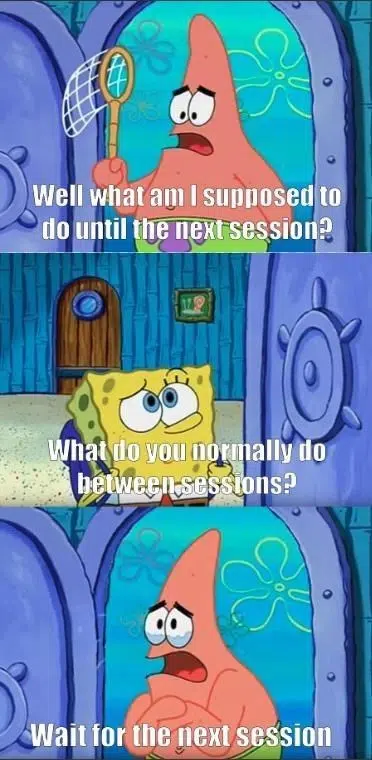 Well what am I supposed to
do until the next session?
What do you normally do
between sessions?
Wait for the next session